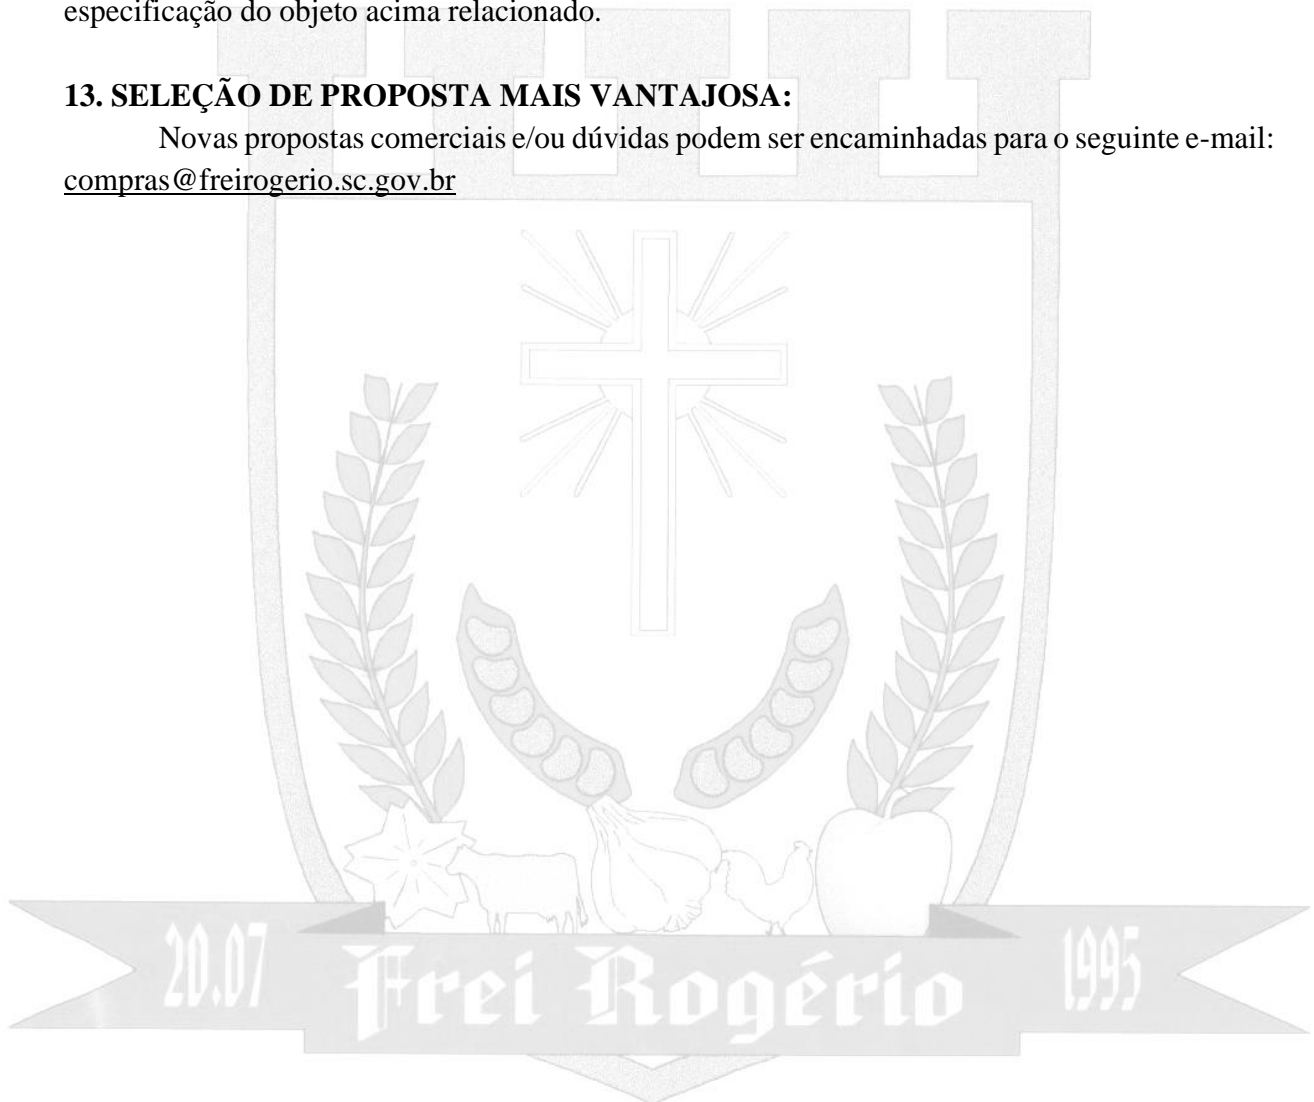 especificação do objeto acima relacionado.
13. SELEÇÃO DE PROPOSTA MAIS VANTAJOSA:
Novas propostas comerciais e/ou dúvidas podem ser encaminhadas para o seguinte e-mail:
compras@freirogerio.sc.gov.br
20.07 Frei Rogério 1995